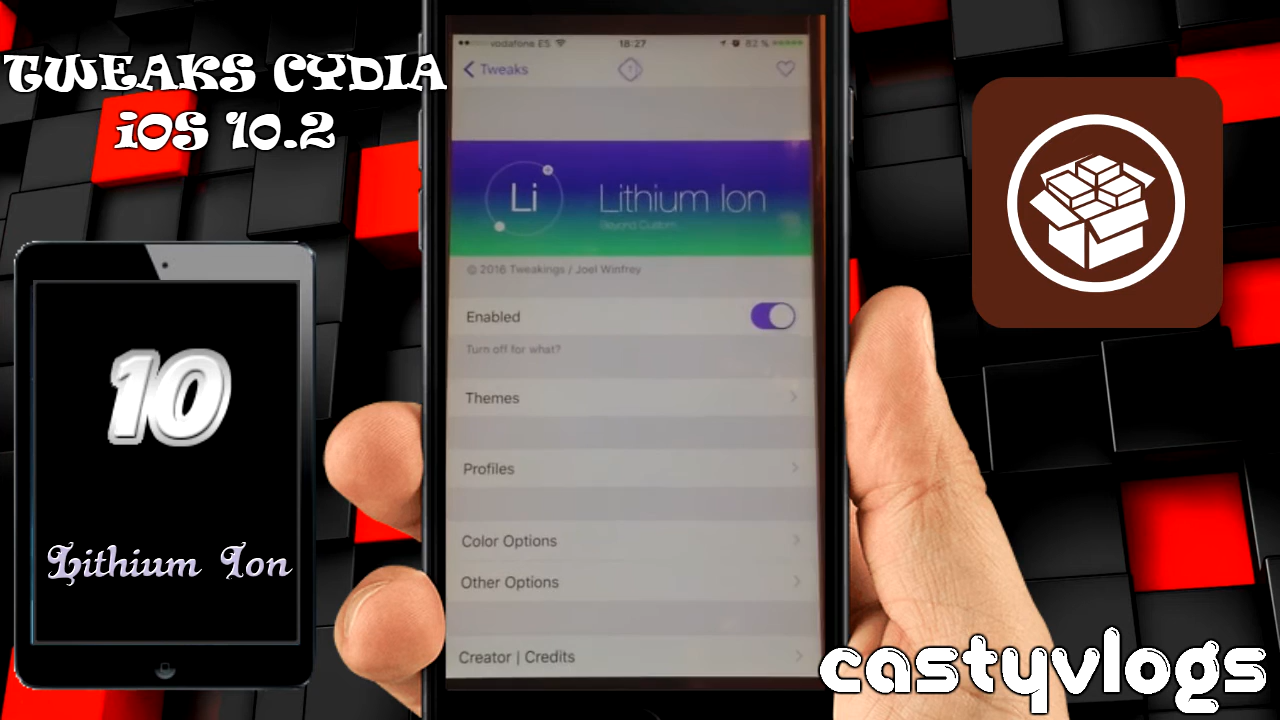 TWEAKS CYDIA
iOS 10.2
10
Lithium Ion
vodafone ES 18:27 82 %
Tweaks
Li Lithium Ion
Beyond Custom
© 2016 Tweakings / Joel Winfrey
Enabled
Turn off for what?
Themes
Profiles
Color Options
Other Options
Creator | Credits
castyvlogs